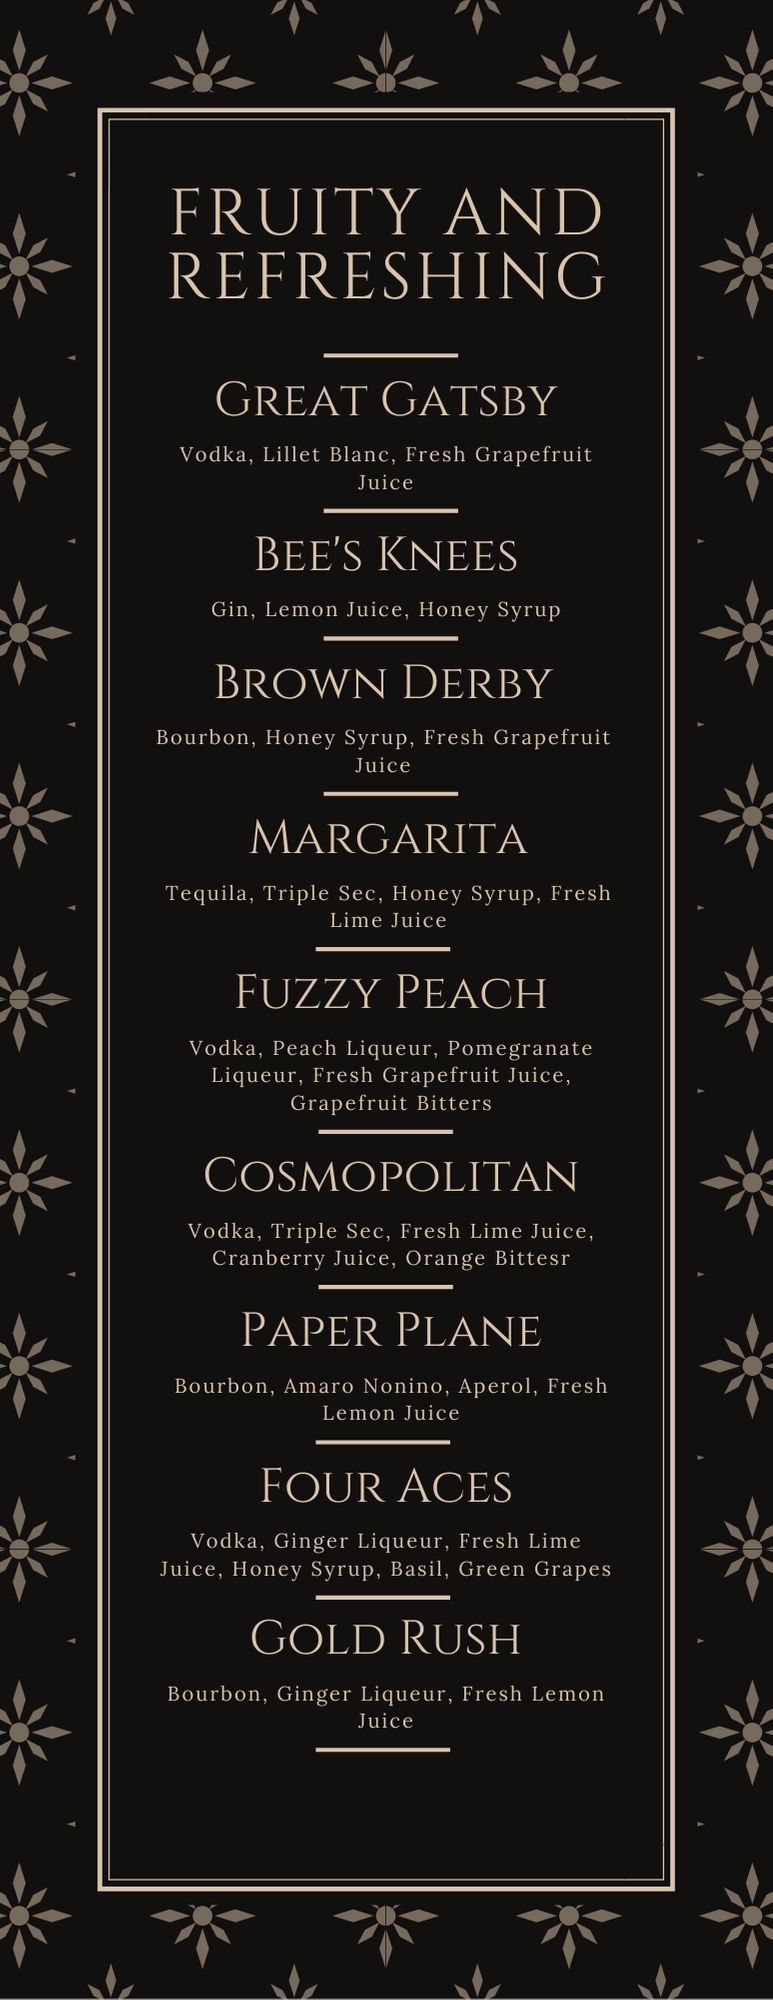 FRUITY AND
REFRESHING
GREAT GATSBY
Vodka, Lillet Blanc, Fresh Grapefruit
Juice
BEE'S KNEES
Gin, Lemon Juice, Honey Syrup
BROWN DERBY
Bourbon, Honey Syrup, Fresh Grapefruit
Juice
MARGARITA
Tequila, Triple Sec, Honey Syrup, Fresh
Lime Juice
FUZZY PEACH
Vodka, Peach Liqueur, Pomegranate
Liqueur, Fresh Grapefruit Juice,
Grapefruit Bitters
COSMOPOLITAN
Vodka, Triple Sec, Fresh Lime Juice,
Cranberry Juice, Orange Bittesr
PAPER PLANE
Bourbon, Amaro Nonino, Aperol, Fresh
Lemon Juice
FOUR ACES
Vodka, Ginger Liqueur, Fresh Lime
Juice, Honey Syrup, Basil, Green Grapes
GOLD RUSH
Bourbon, Ginger Liqueur, Fresh Lemon
Juice